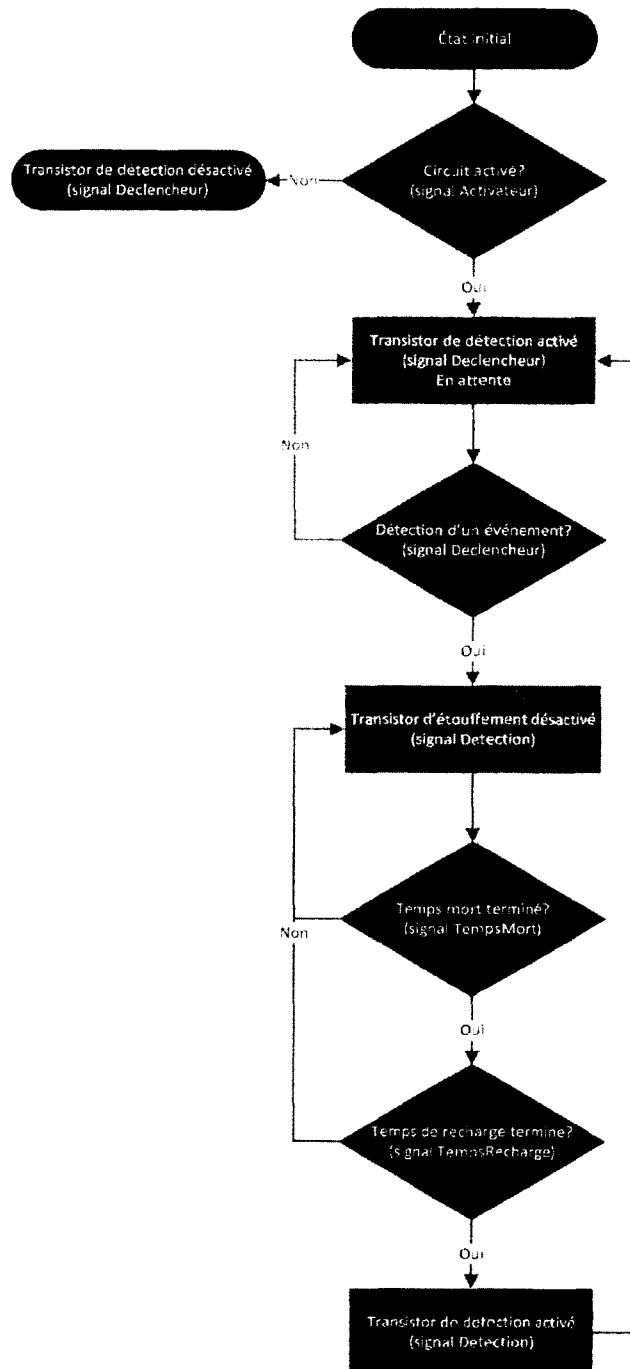 État initial
Circuit activé?
(signal Activateur)
Non
Transistor de détection désactivé
(signal Declencheur)
Oui
Transistor de détection activé
(signal Declencheur)
En attente
Non
Détection d'un événement?
(signal Declencheur)
Oui
Transistor d'étouffement désactivé
(signal Detection)
Temps mort terminé?
(signal TempsMort)
Non
Oui
Temps de recharge terminé?
(signal TempsRecharge)
Oui
Transistor de détection activé
(signal Detection)